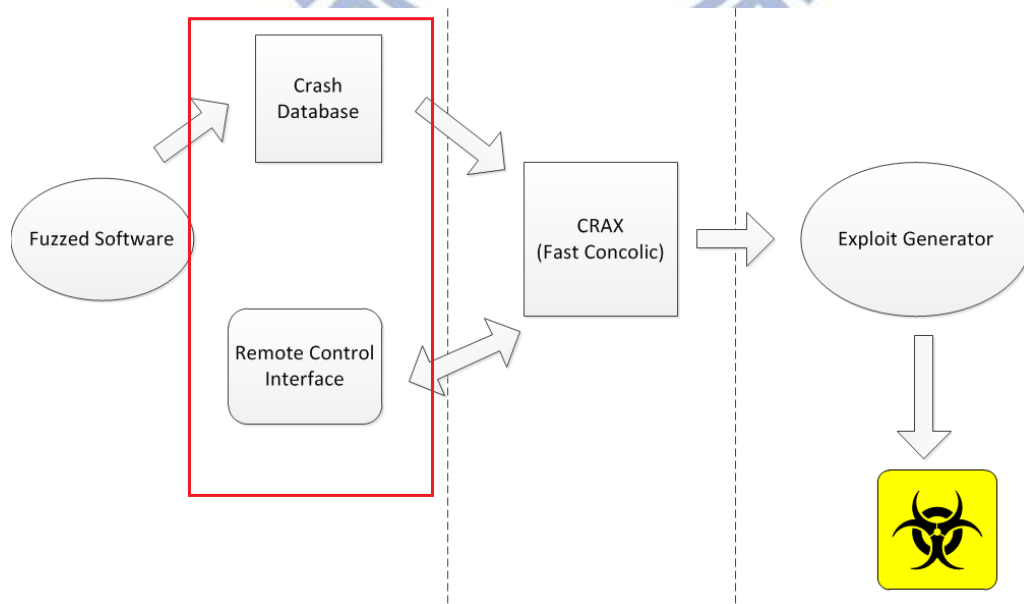 Crash
Database
Fuzzed Software
CRAX
(Fast Concolic)
Exploit Generator
Remote Control
Interface